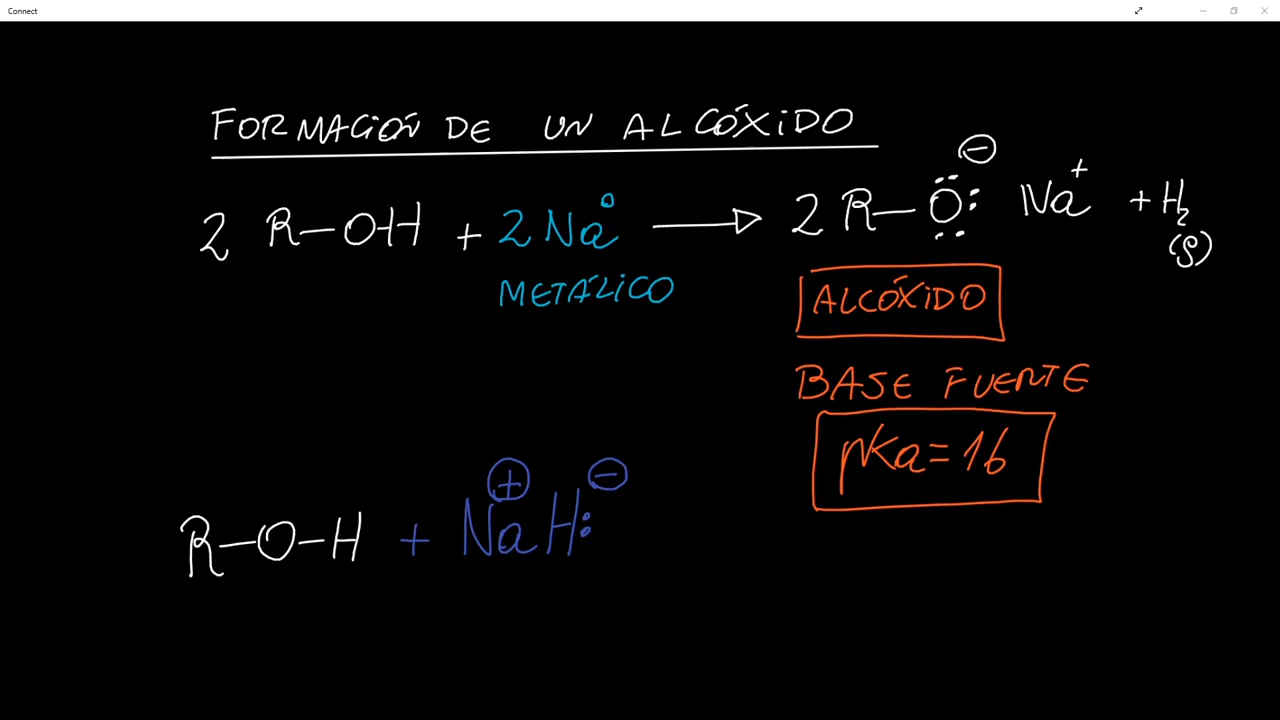 Connect
FORMACIÓN DE UN ALCÓXIDO
2 R-OH + 2 Na° → 2 R-O:⊖ Na+ + H2 (g)
METÁLICO
ALCÓXIDO
BASE FUERTE
pKa=16
R-O-H + Na⊕ H:⊖